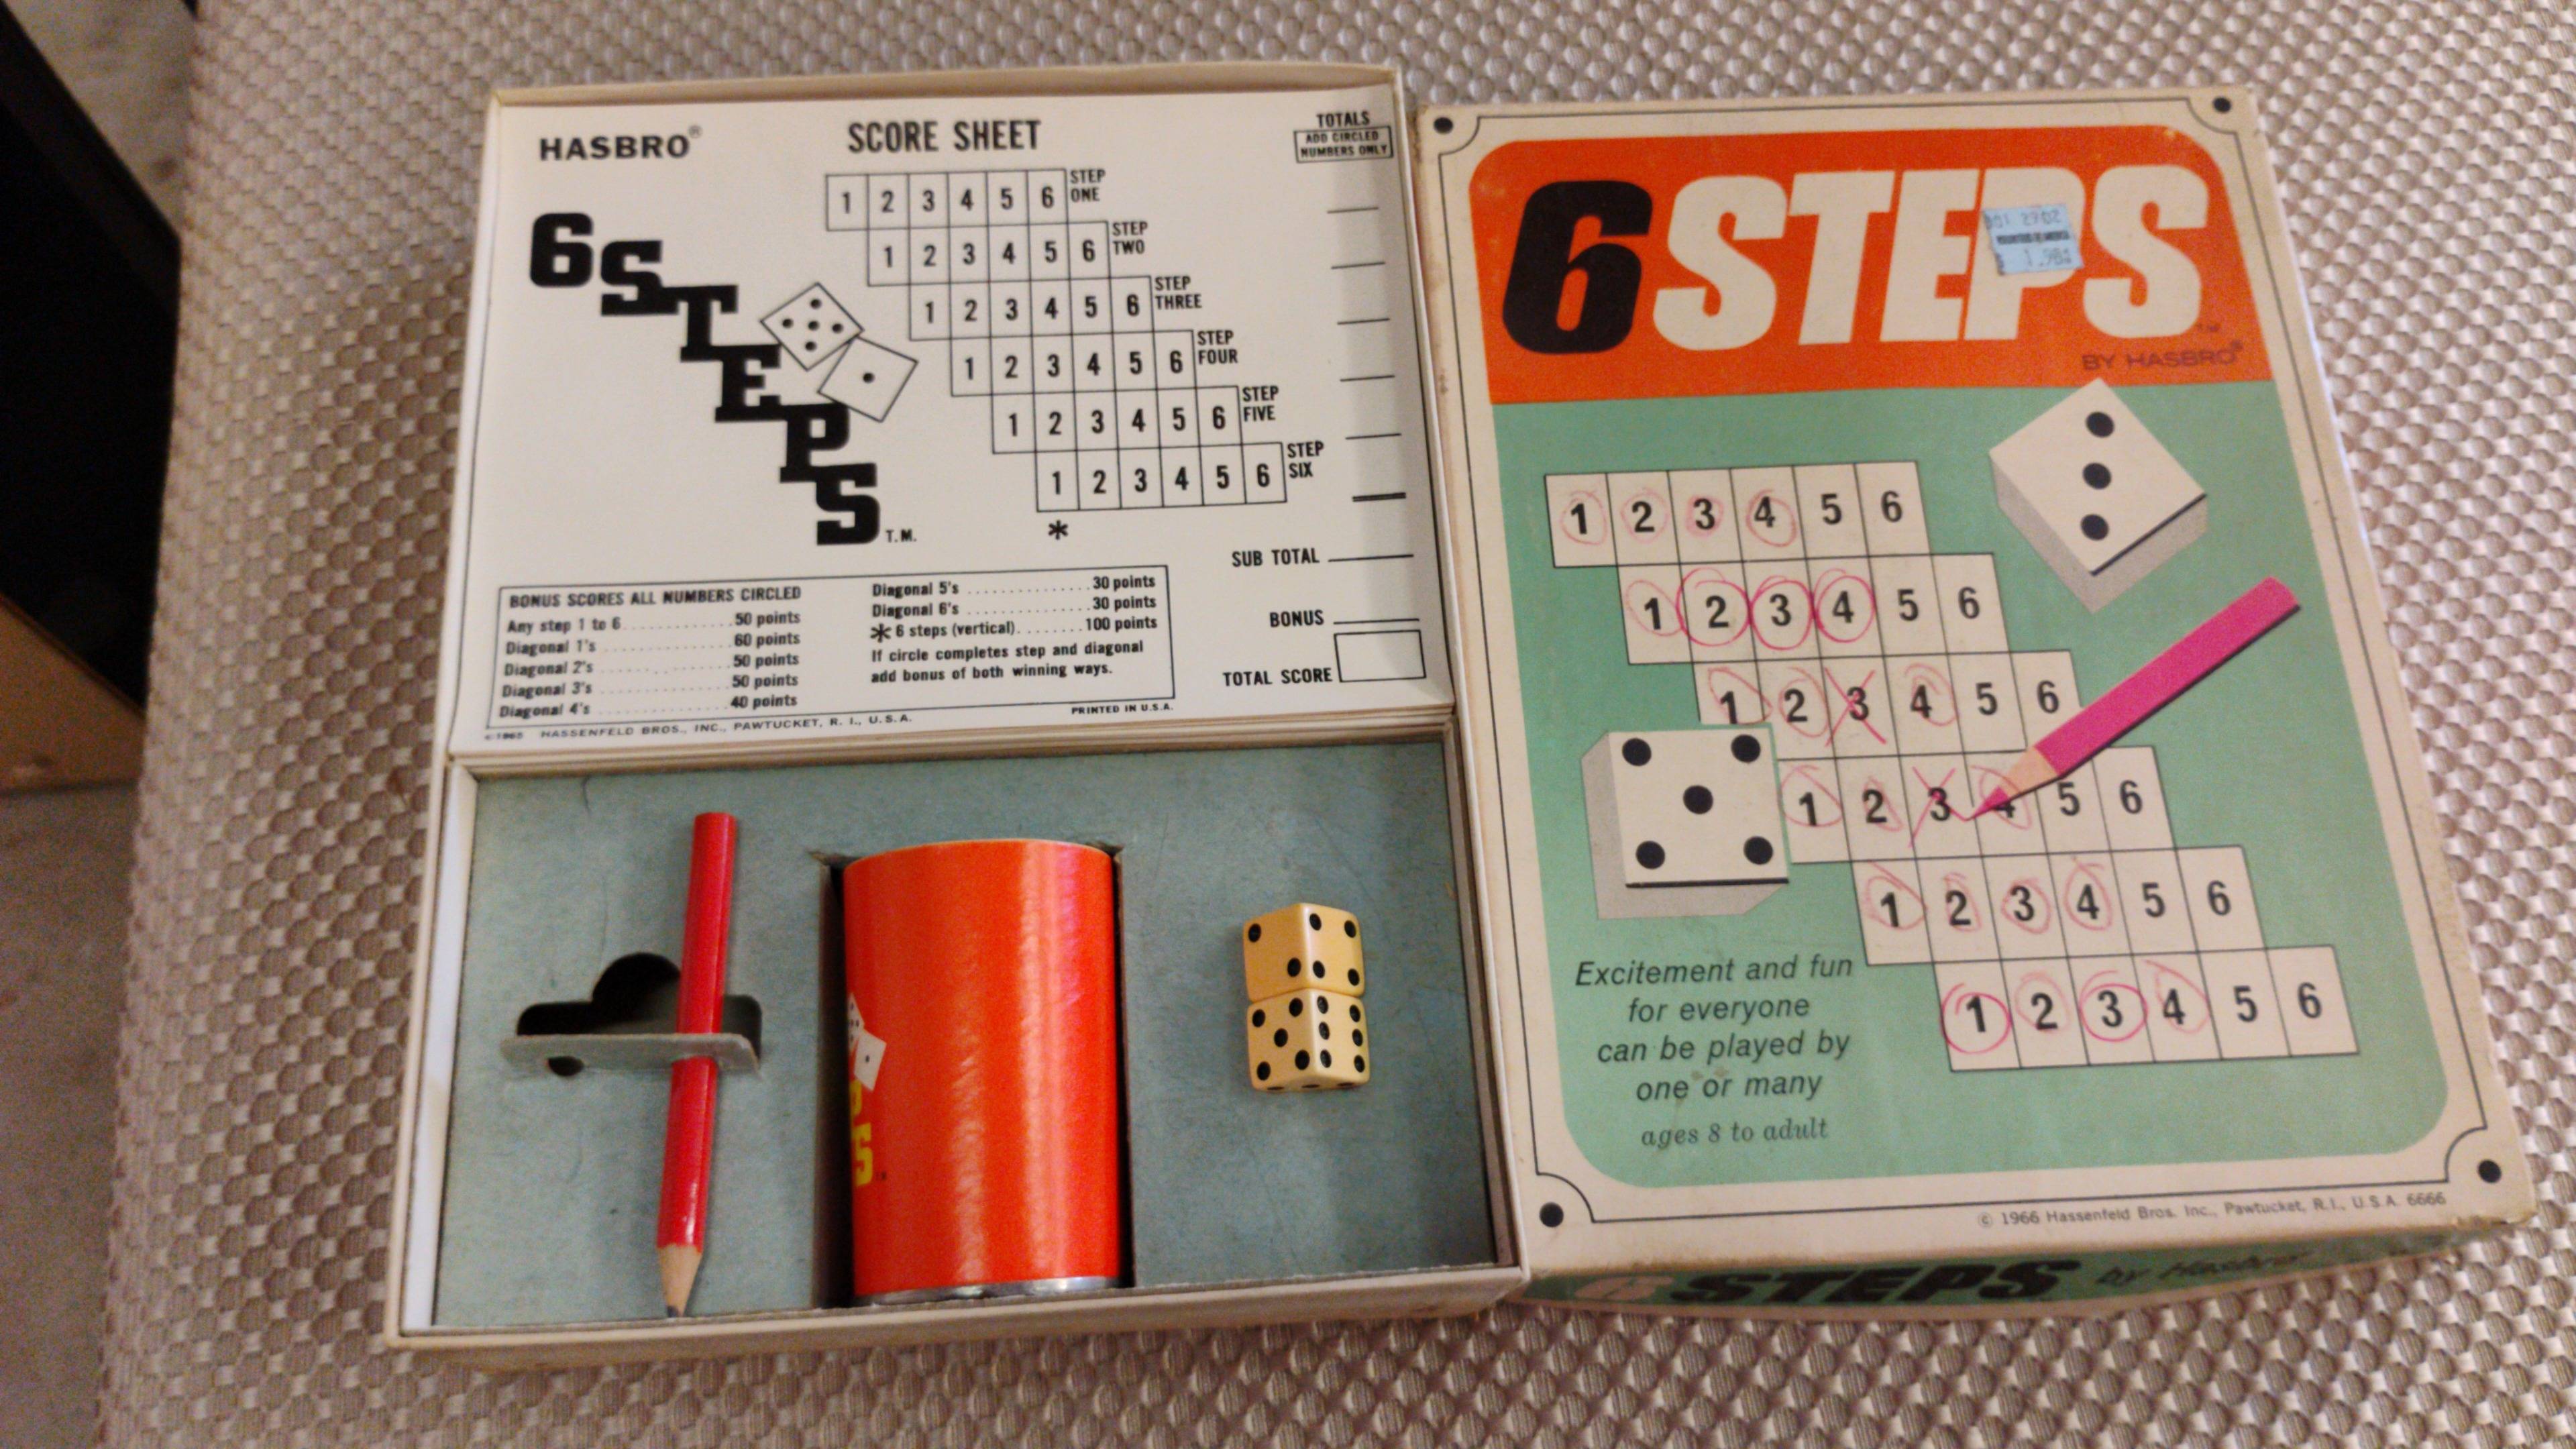 HASBRO®
SCORE SHEET
TOTALS
ADD CIRCLED
NUMBERS ONLY
6 STEPS
T.M.
1 2 3 4 5 6 STEP ONE
1 2 3 4 5 6 STEP TWO
1 2 3 4 5 6 STEP THREE
1 2 3 4 5 6 STEP FOUR
1 2 3 4 5 6 STEP FIVE
1 2 3 4 5 6 STEP SIX
*
SUB TOTAL
BONUS
TOTAL SCORE
BONUS SCORES ALL NUMBERS CIRCLED
Any step 1 to 6 50 points
Diagonal 1's 60 points
Diagonal 2's 50 points
Diagonal 3's 50 points
Diagonal 4's 40 points
Diagonal 5's 30 points
Diagonal 6's 30 points
* 6 steps (vertical) 100 points
If circle completes step and diagonal
add bonus of both winning ways.
©1965 HASSENFELD BROS., INC., PAWTUCKET, R. I., U.S.A.
PRINTED IN U.S.A.
S
6 STEPS™
BY HASBRO®
1.98
1 2 3 4 5 6
1 2 3 4 5 6
1 2 3 4 5 6
1 2 3 4 5 6
1 2 3 4 5 6
1 2 3 4 5 6
Excitement and fun
for everyone
can be played by
one or many
ages 8 to adult
© 1966 Hassenfeld Bros. Inc., Pawtucket, R.I., U.S.A. 6666
6 STEPS by Hasbro